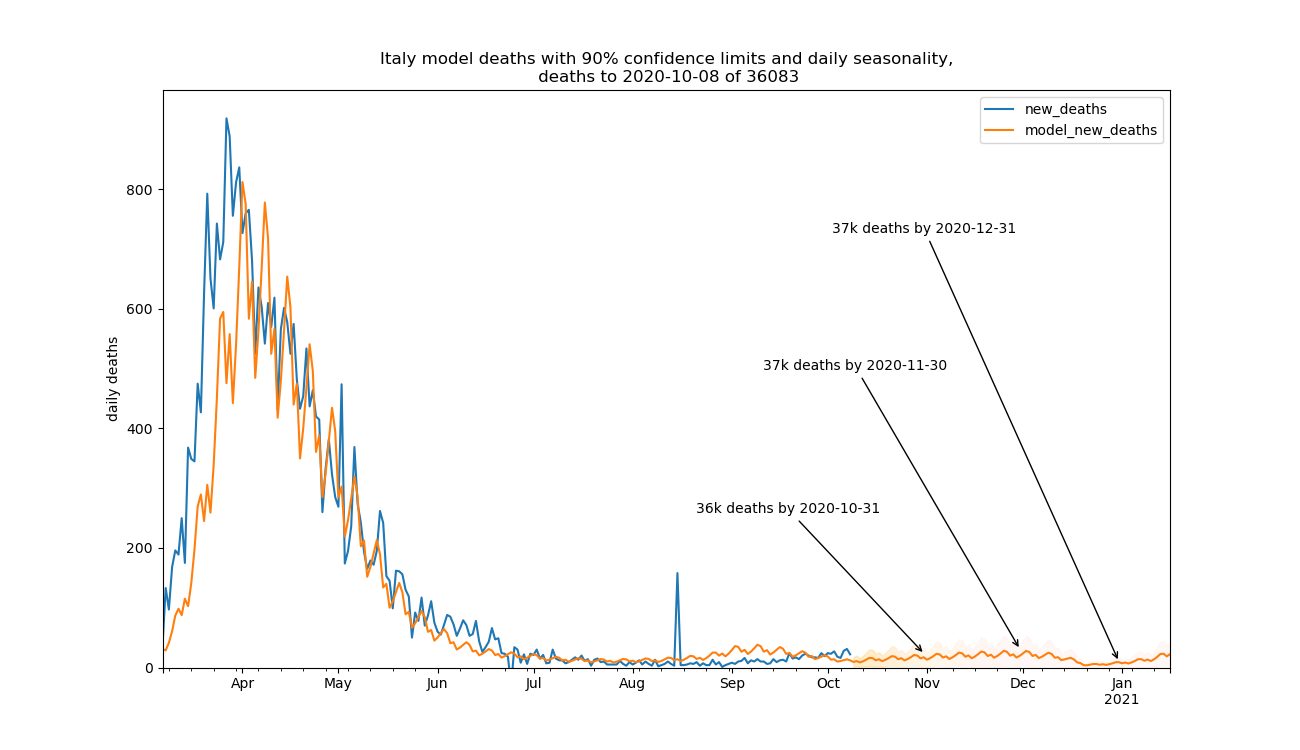 Italy model deaths with 90% confidence limits and daily seasonality,
deaths to 2020-10-08 of 36083
new_deaths
model_new_deaths
daily deaths
800
600
400
200
0
37k deaths by 2020-12-31
37k deaths by 2020-11-30
36k deaths by 2020-10-31
Apr May Jun Jul Aug Sep Oct Nov Dec Jan
2021